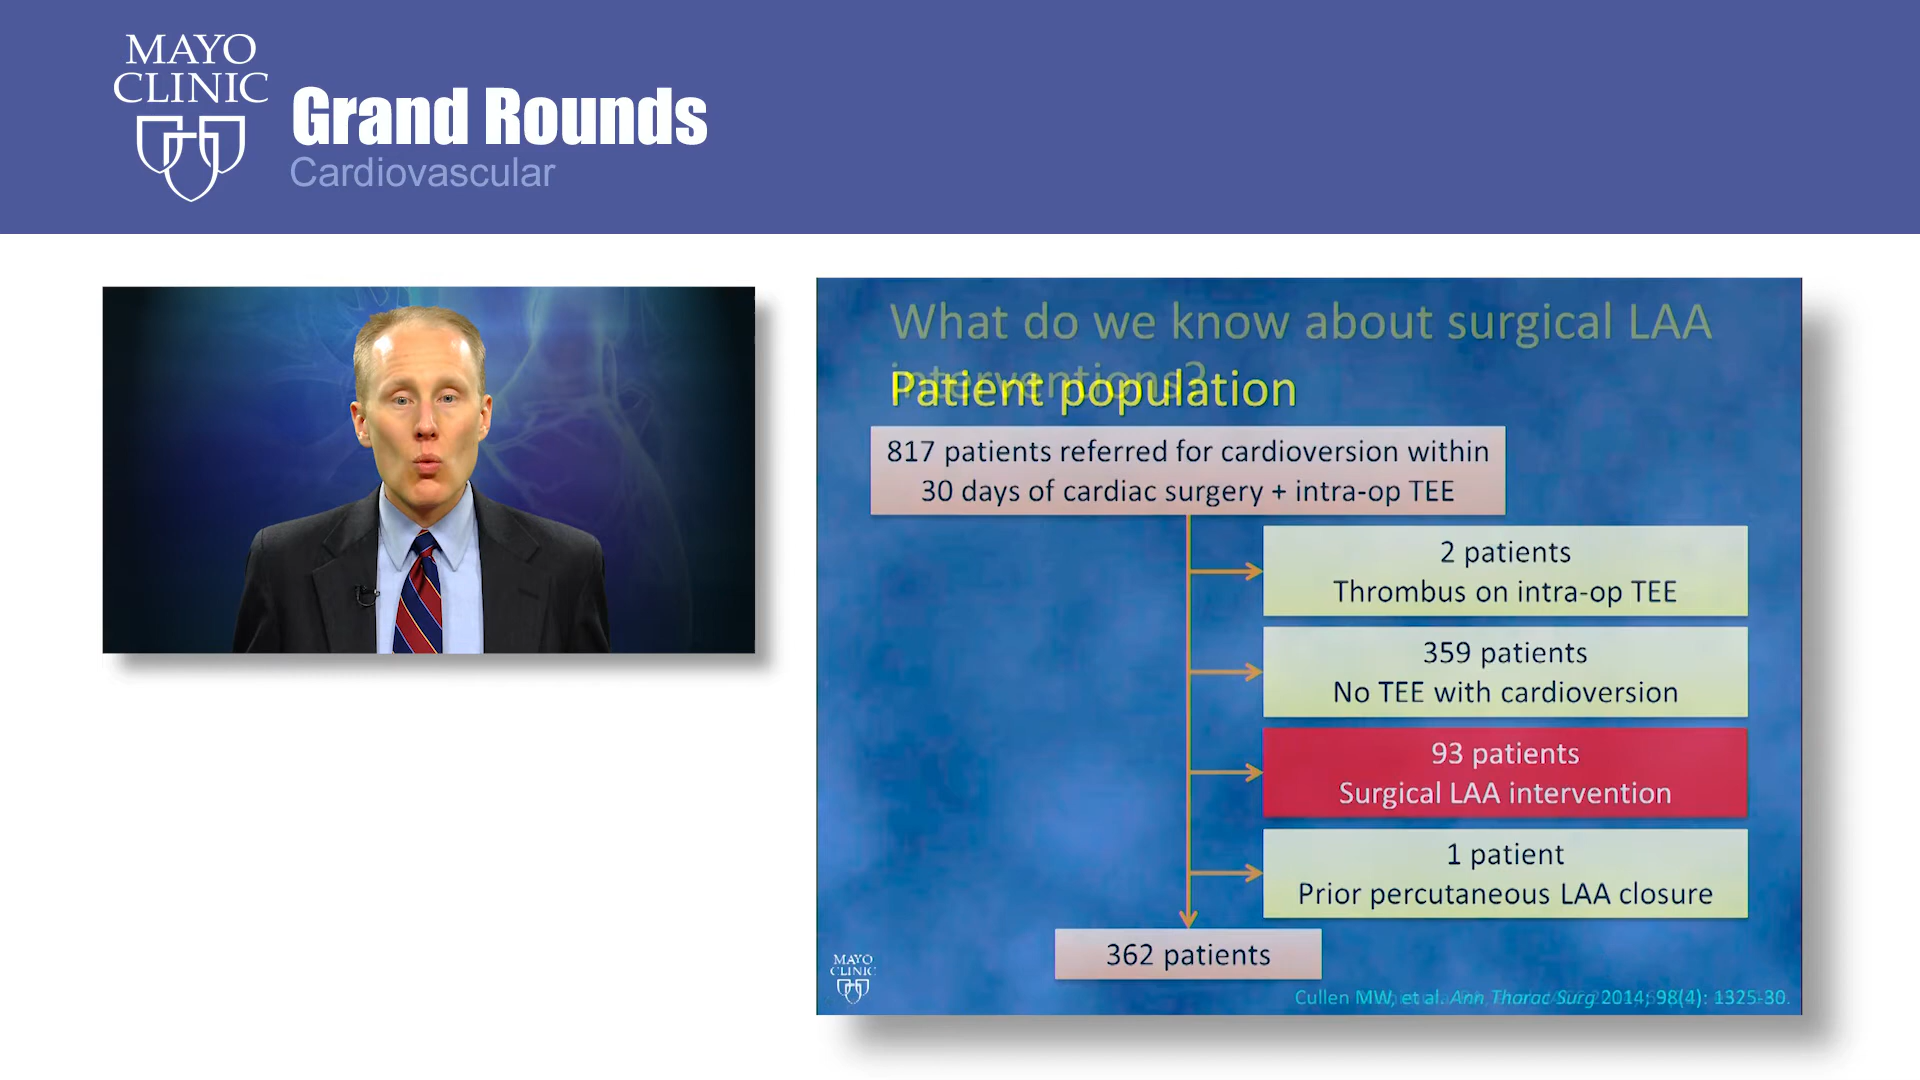 MAYO
CLINIC
Grand Rounds
Cardiovascular
What do we know about surgical LAA
interventions?
Patient population
817 patients referred for cardioversion within
30 days of cardiac surgery + intra-op TEE
2 patients
Thrombus on intra-op TEE
359 patients
No TEE with cardioversion
93 patients
Surgical LAA intervention
1 patient
Prior percutaneous LAA closure
362 patients
MAYO
CLINIC
Cullen MW, et al. Ann Thorac Surg 2014; 98(4): 1325-30.